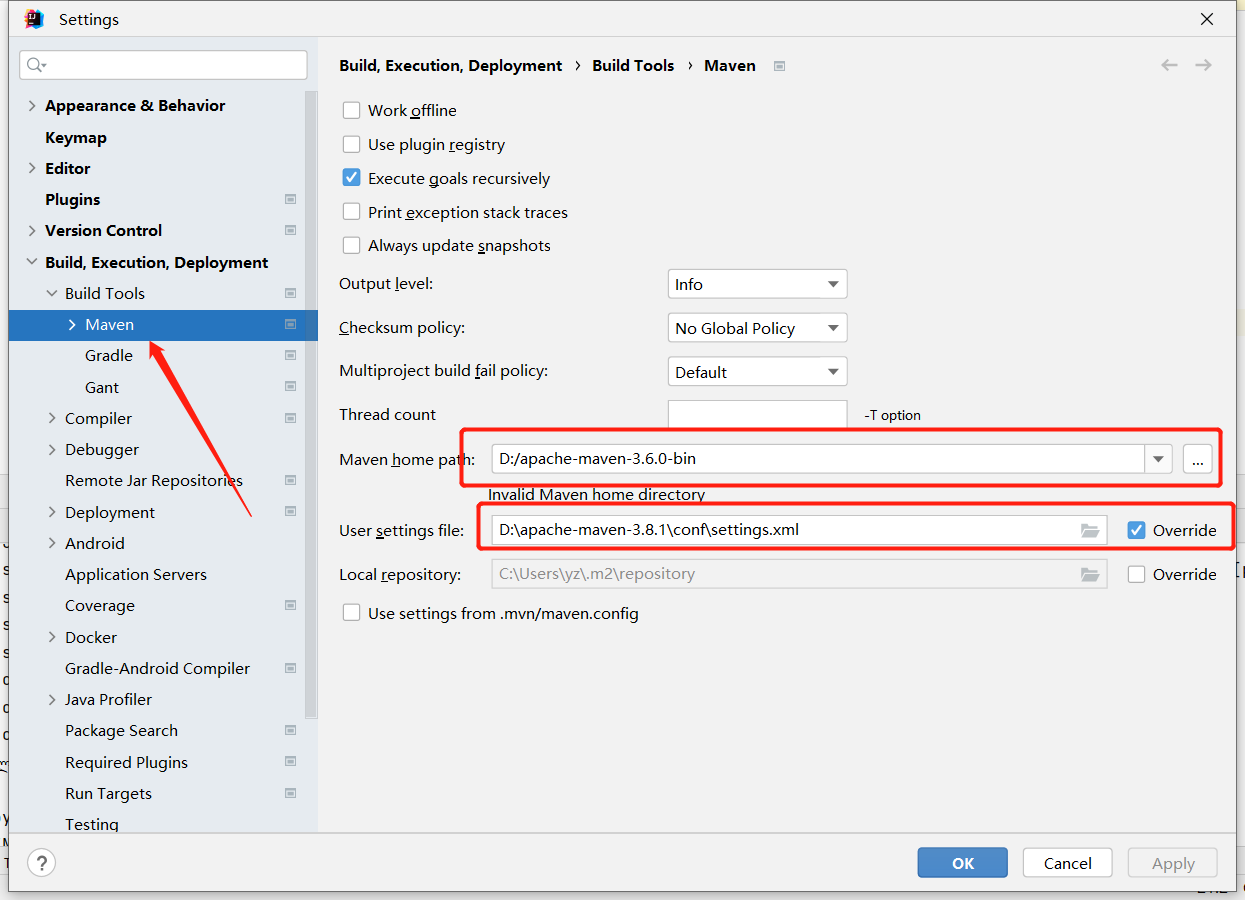 Settings
Build, Execution, Deployment › Build Tools › Maven
Appearance & Behavior
Keymap
Editor
Plugins
Version Control
Build, Execution, Deployment
Build Tools
Maven
Gradle
Gant
Compiler
Debugger
Remote Jar Repositories
Deployment
Android
Application Servers
Coverage
Docker
Gradle-Android Compiler
Java Profiler
Package Search
Required Plugins
Run Targets
Testing
Work offline
Use plugin registry
Execute goals recursively
Print exception stack traces
Always update snapshots
Output level: Info
Checksum policy: No Global Policy
Multiproject build fail policy: Default
Thread count -T option
Maven home path: D:/apache-maven-3.6.0-bin ...
Invalid Maven home directory
User settings file: D:\apache-maven-3.8.1\conf\settings.xml Override
Local repository: C:\Users\yz\.m2\repository Override
Use settings from .mvn/maven.config
? OK Cancel Apply